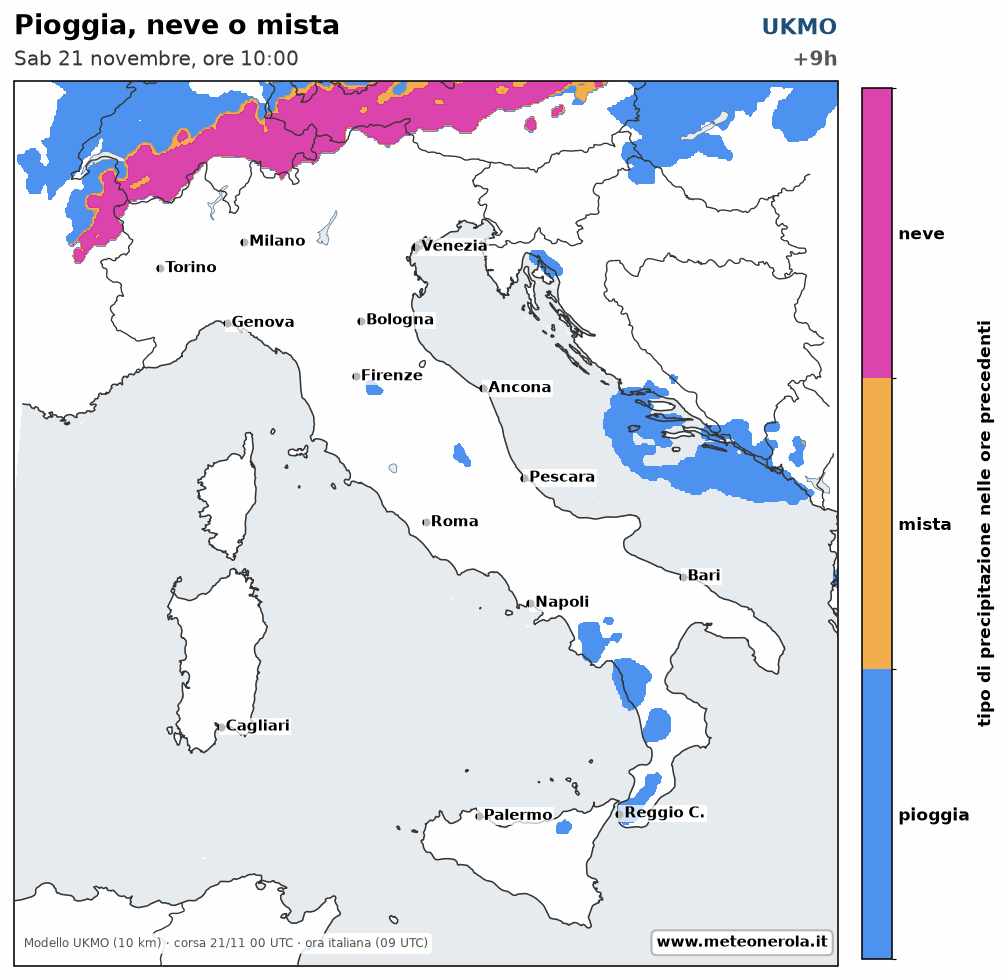 Pioggia, neve o mista
UKMO
Sab 21 novembre, ore 10:00
+9h
Milano
Venezia
Torino
Genova
Bologna
Firenze
Ancona
Pescara
Roma
Bari
Napoli
Cagliari
Palermo
Reggio C.
Modello UKMO (10 km) · corsa 21/11 00 UTC · ora italiana (09 UTC)
www.meteonerola.it
neve
mista
pioggia
tipo di precipitazione nelle ore precedenti